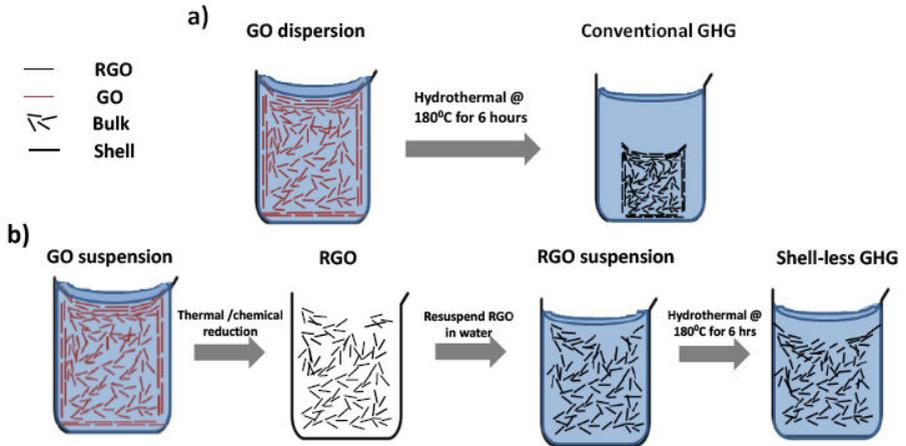 a)
GO dispersion
Conventional GHG
RGO
GO
Bulk
Shell
Hydrothermal @
180⁰C for 6 hours
b)
GO suspension
RGO
RGO suspension
Shell-less GHG
Thermal /chemical
reduction
Resuspend RGO
in water
Hydrothermal @
180⁰C for 6 hrs